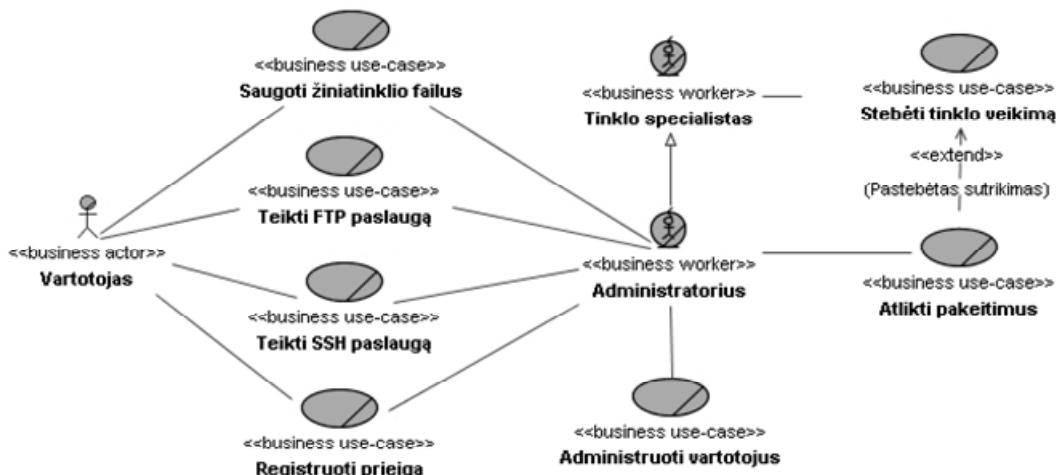 <<business use-case>>
Saugoti žiniatinklio failus
<<business worker>>
Tinklo specialistas
<<business use-case>>
Stebėti tinklo veikimą
<<extend>>
(Pastebėtas sutrikimas)
<<business use-case>>
Teikti FTP paslaugą
<<business actor>>
Vartotojas
<<business worker>>
Administratorius
<<business use-case>>
Atlikti pakeitimus
<<business use-case>>
Teikti SSH paslaugą
<<business use-case>>
Registruoti prieigą
<<business use-case>>
Administruoti vartotojus